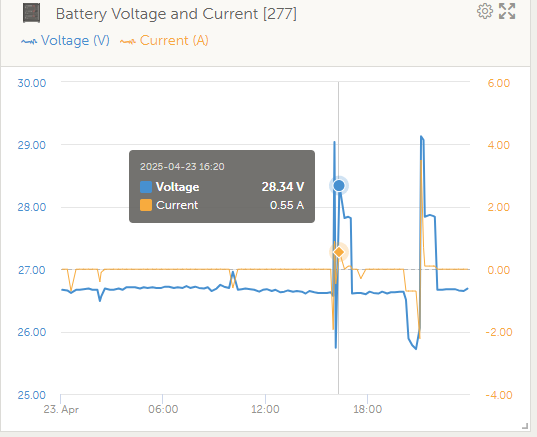 Battery Voltage and Current [277]
Voltage (V) Current (A)
30.00 6.00
29.00 4.00
2025-04-23 16:20
Voltage 28.34 V
Current 0.55 A
28.00 2.00
27.00 0.00
26.00 -2.00
25.00 -4.00
23. Apr 06:00 12:00 18:00